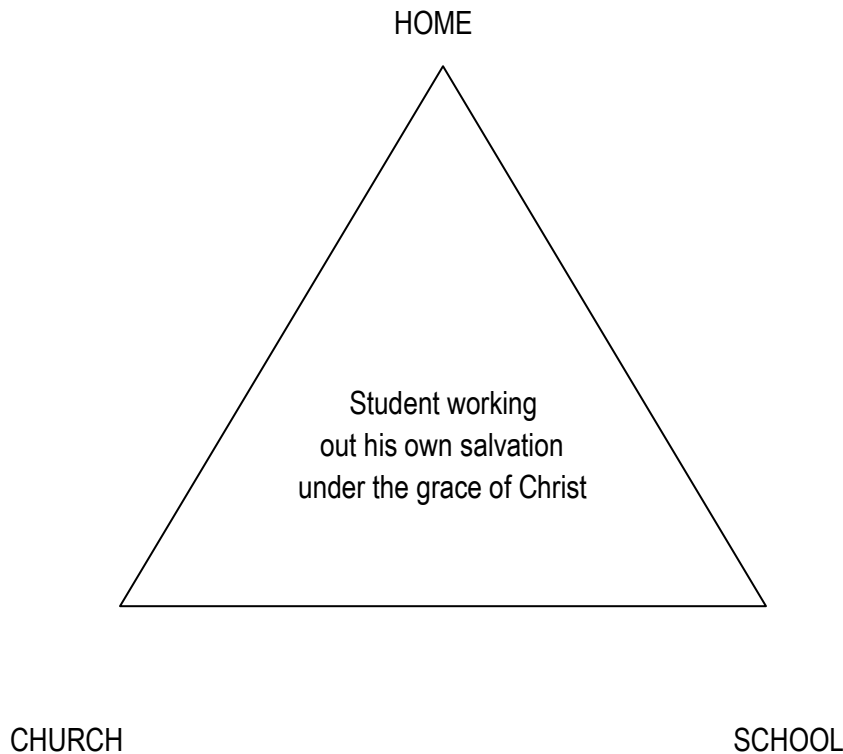 HOME
Student working
out his own salvation
under the grace of Christ
CHURCH
SCHOOL